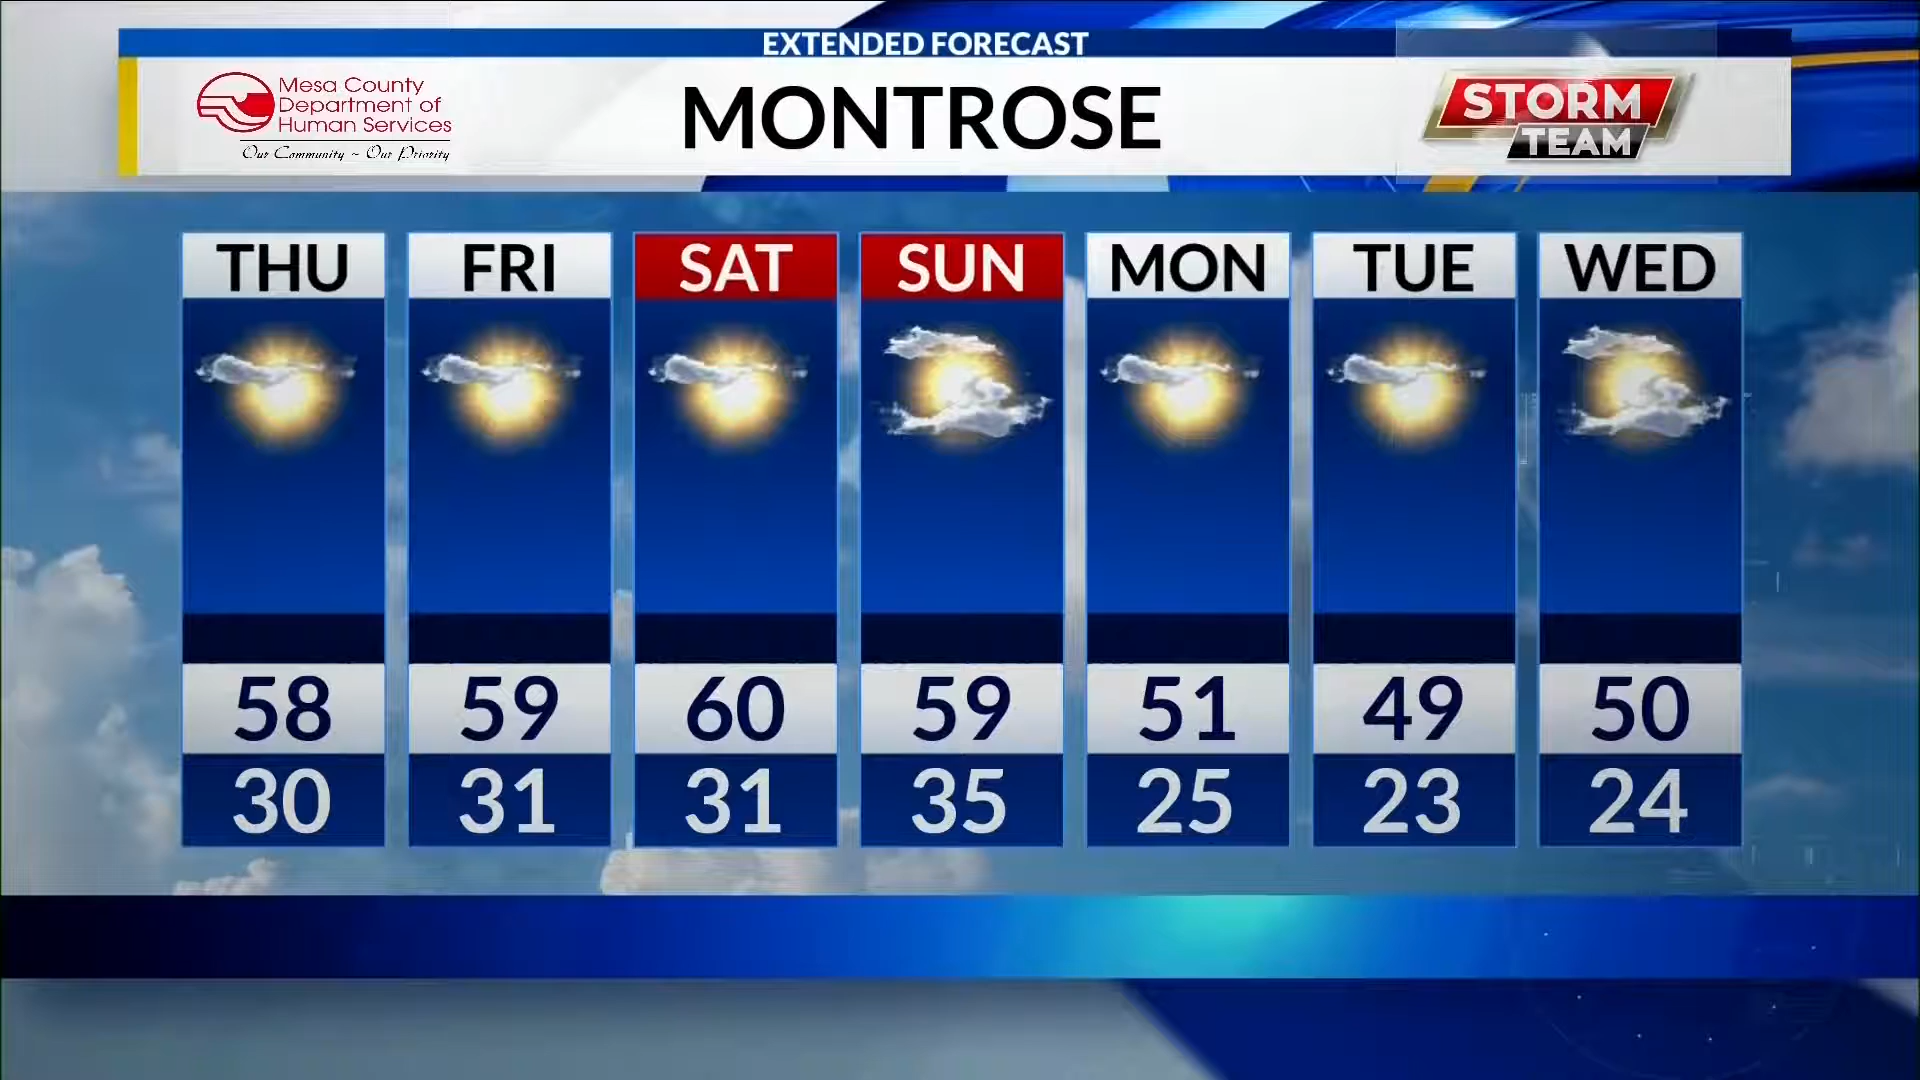 EXTENDED FORECAST
Mesa County
Department of
Human Services
Our Community ~ Our Priority
MONTROSE
STORM
TEAM
THU FRI SAT SUN MON TUE WED
58 59 60 59 51 49 50
30 31 31 35 25 23 24